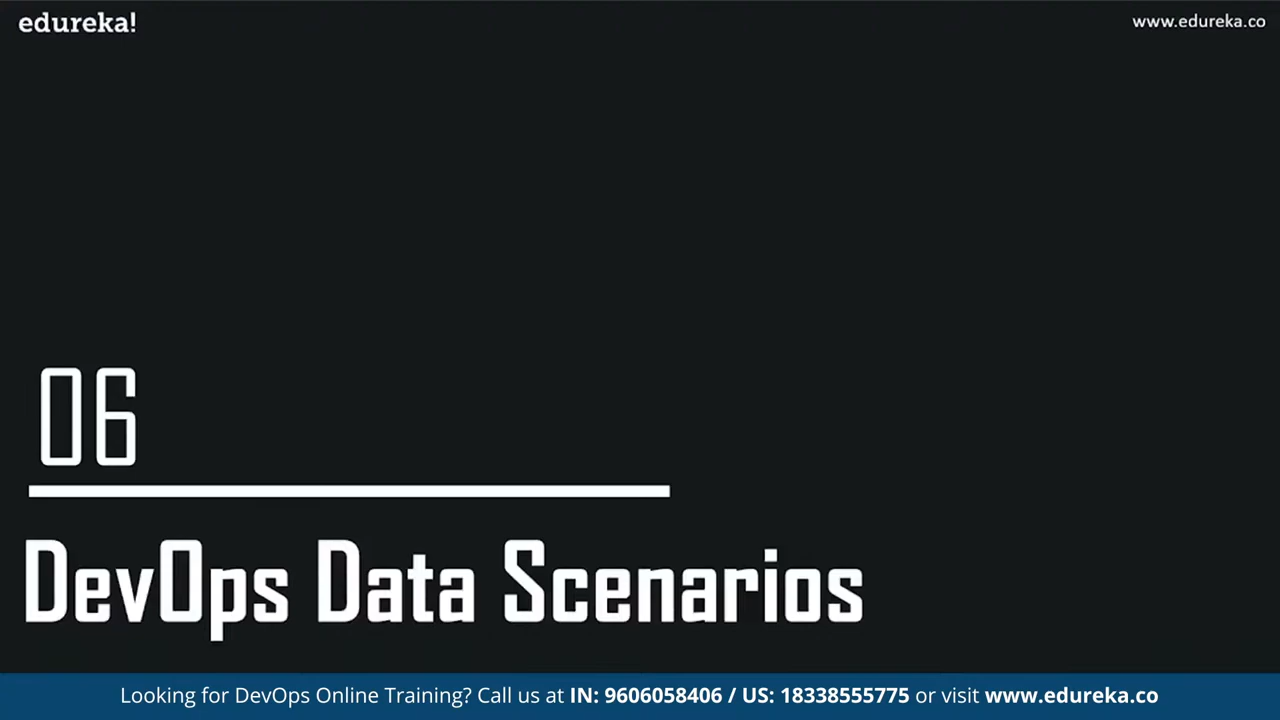 edureka!
www.edureka.co
06
DevOps Data Scenarios
Looking for DevOps Online Training? Call us at IN: 9606058406 / US: 18338555775 or visit www.edureka.co